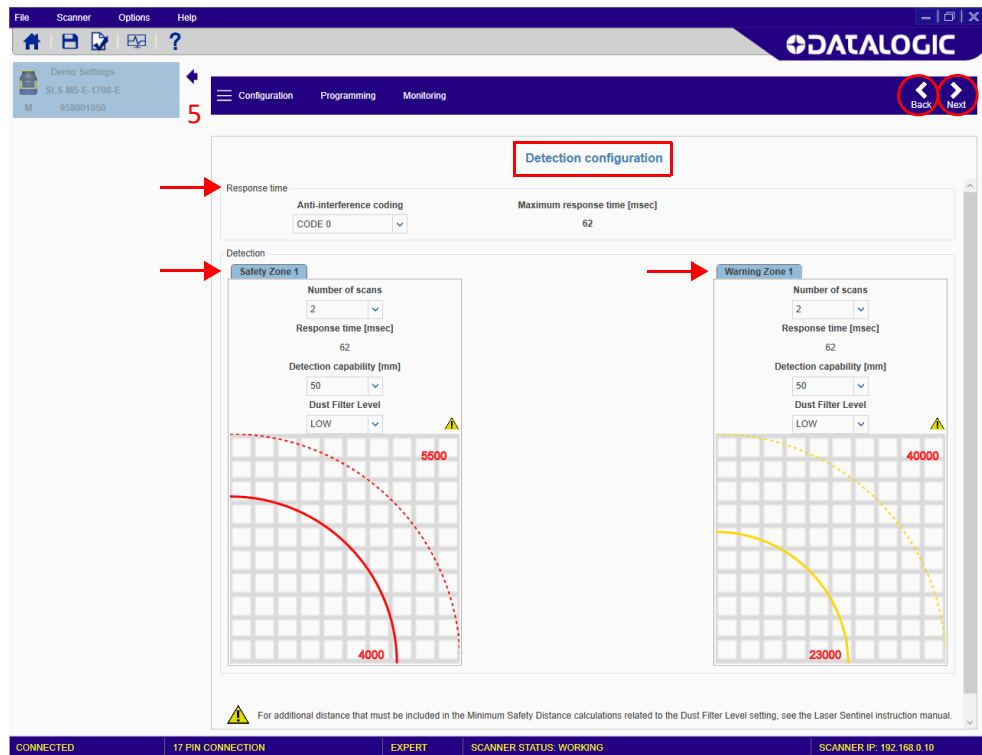 File Scanner Options Help
DATALOGIC
Demo Settings
SLS-M5-E-1708-E
M 958001050
5
Configuration Programming Monitoring
Back Next
Detection configuration
Response time
Anti-interference coding Maximum response time [msec]
CODE 0 62
Detection
Safety Zone 1
Number of scans
2
Response time [msec]
62
Detection capability [mm]
50
Dust Filter Level
LOW
5500
4000
Warning Zone 1
Number of scans
2
Response time [msec]
62
Detection capability [mm]
50
Dust Filter Level
LOW
40000
23000
For additional distance that must be included in the Minimum Safety Distance calculations related to the Dust Filter Level setting, see the Laser Sentinel instruction manual.
CONNECTED 17 PIN CONNECTION EXPERT SCANNER STATUS: WORKING SCANNER IP: 192.168.0.10